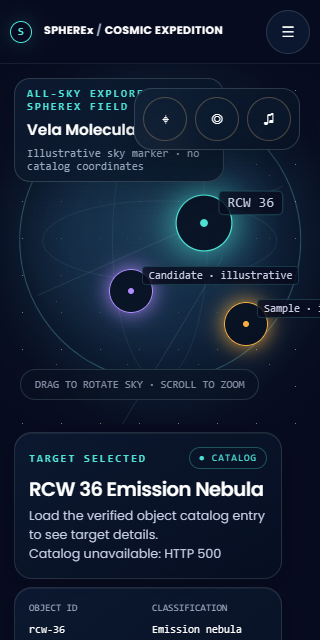 S SPHEREx / COSMIC EXPEDITION
ALL-SKY
SPHEREX FIELD
Vela
Illustrative sky marker · no
catalog coordinates
RCW 36
Candidate · illustrative
Sample ·
DRAG TO ROTATE SKY · SCROLL TO ZOOM
TARGET SELECTED
CATALOG
RCW 36 Emission Nebula
Load the verified object catalog entry
to see target details.
Catalog unavailable: HTTP 500
OBJECT ID
CLASSIFICATION
rcw-36
Emission nebula